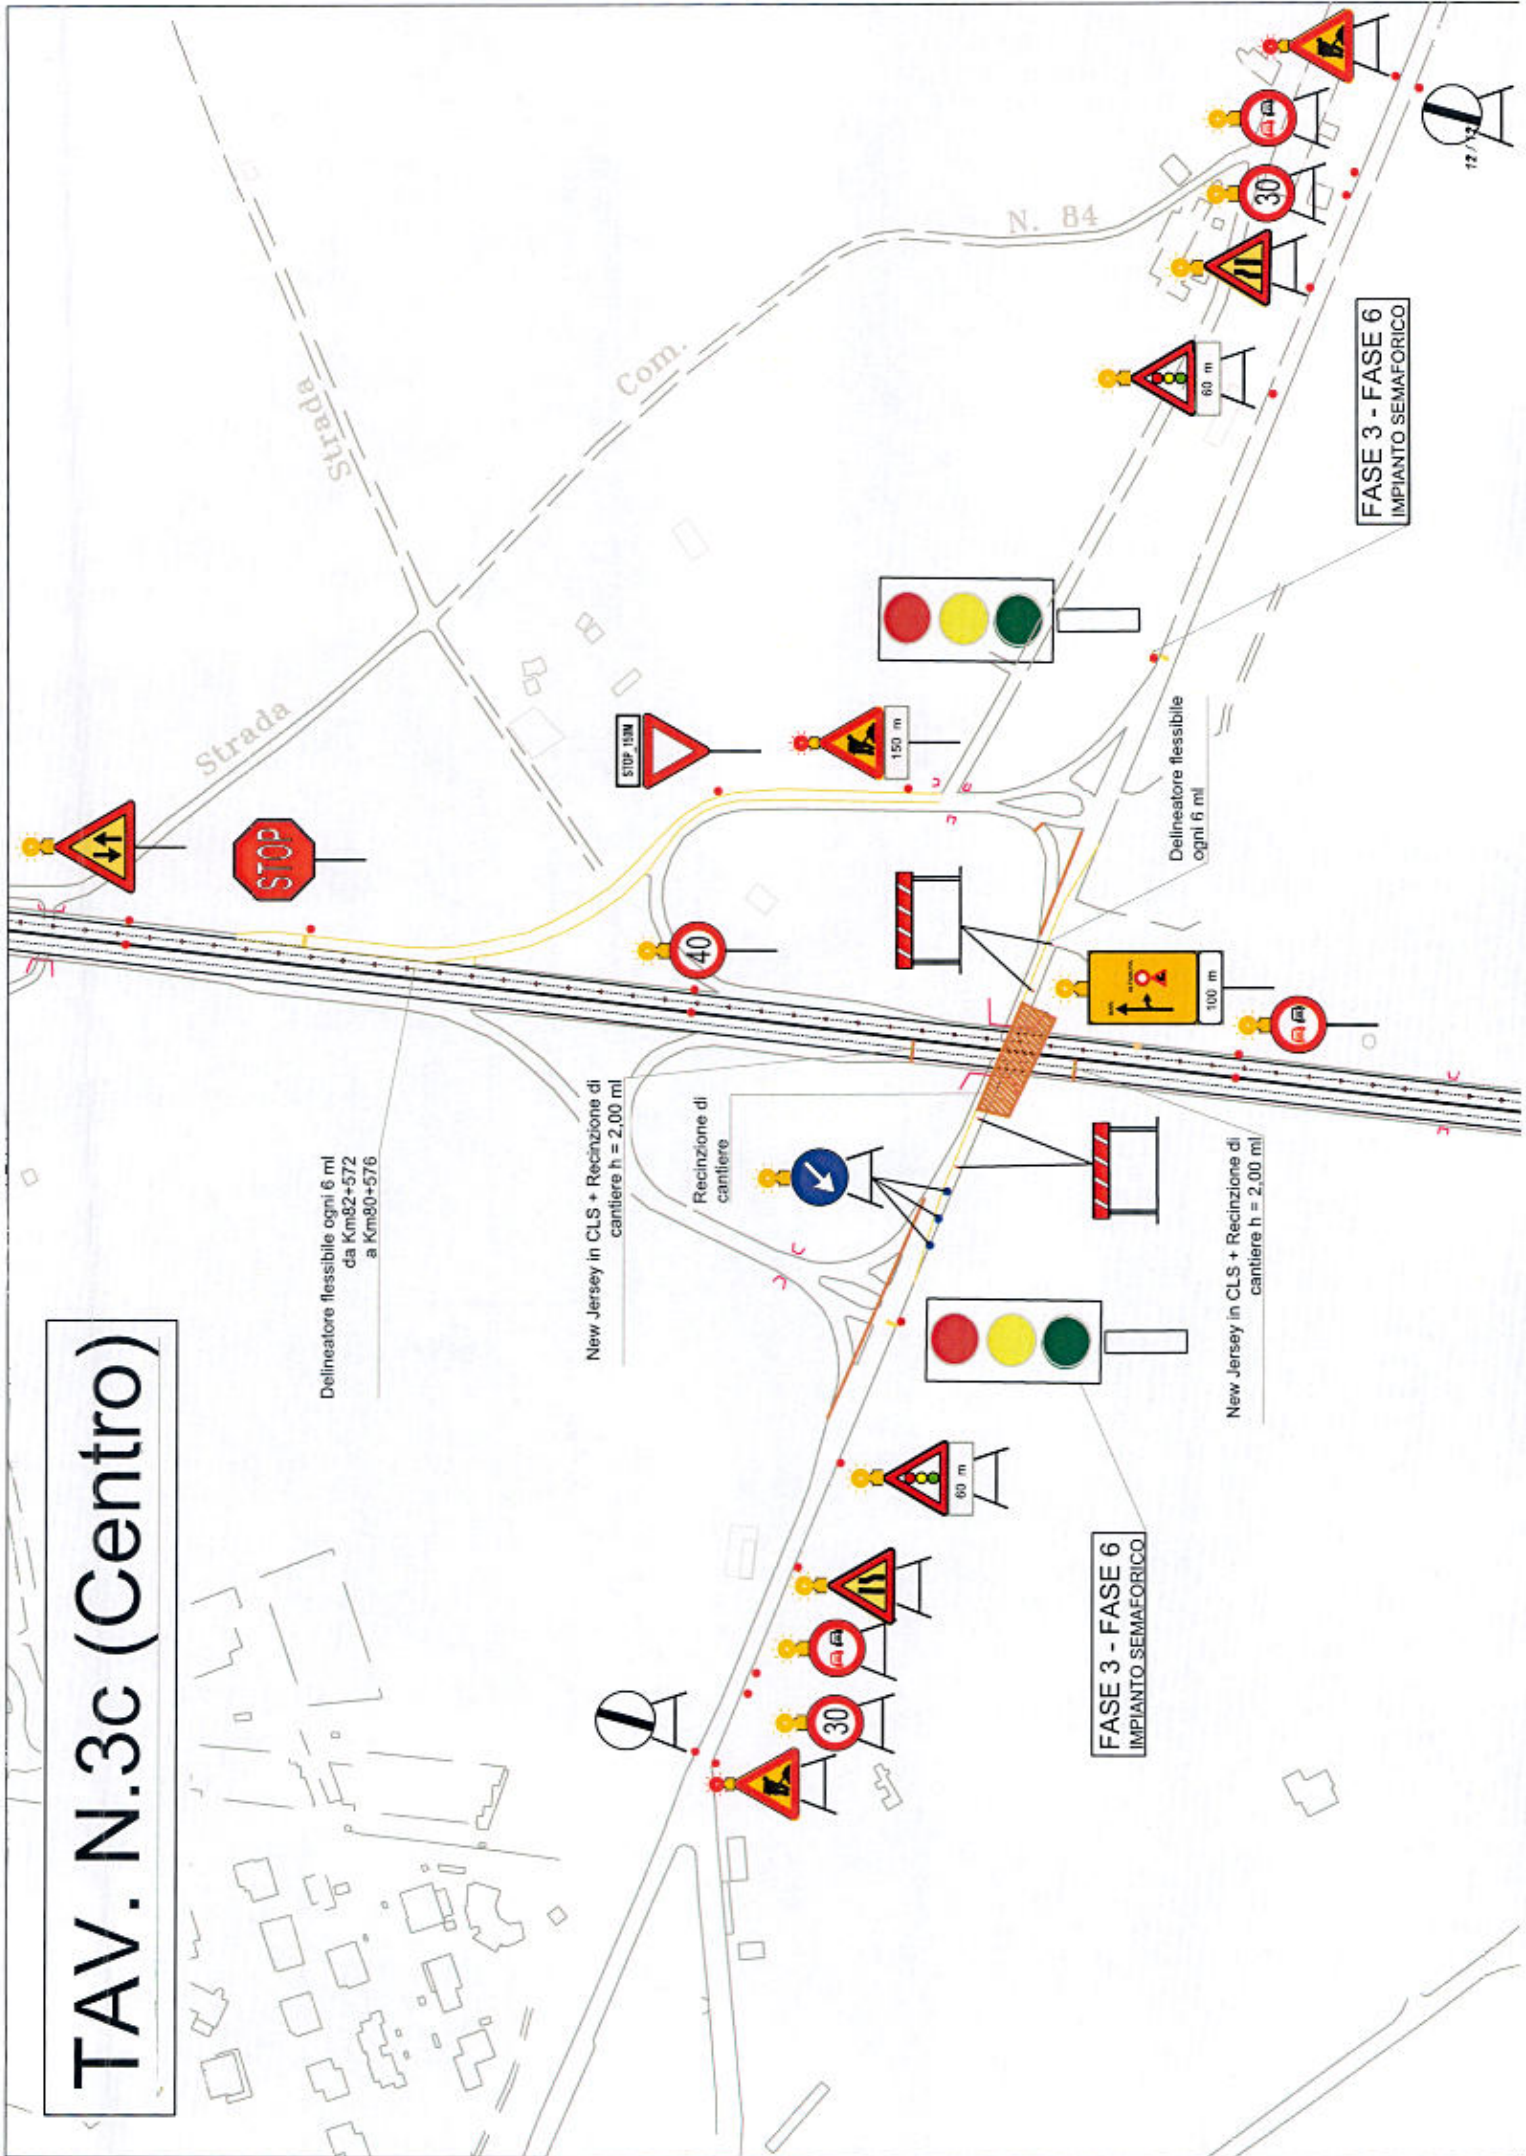 TAV. N.3c (Centro)
Delineatore flessibile ogni 6 ml
da Km82+572
a Km80+576
New Jersey in CLS + Recinzione di
cantiere h = 2,00 ml
Recinzione di
cantiere
STOP
40
STOP 150M
150 m
Strada
Strada
Com.
N. 84
30
60 m
FASE 3 - FASE 6
IMPIANTO SEMAFORICO
Delineatore flessibile
ogni 6 ml
100 m
New Jersey in CLS + Recinzione di
cantiere h = 2,00 ml
60 m
30
FASE 3 - FASE 6
IMPIANTO SEMAFORICO